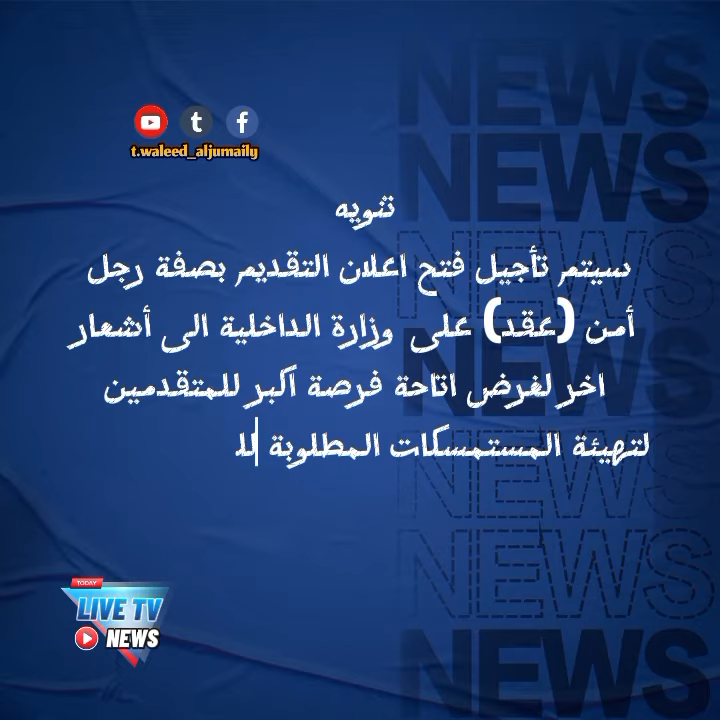 NEWS
NEWS
NEWS
NEWS
NEWS
NEWS
NEWS
t.waleed_aljumaily
تنويه
سيتم تأجيل فتح اعلان التقديم بصفة رجل
أمن (عقد) على وزارة الداخلية الى أشعار
اخر لغرض اتاحة فرصة اكبر للمتقدمين
لتهيئة المستمسكات المطلوبة
TODAY
LIVE TV
NEWS